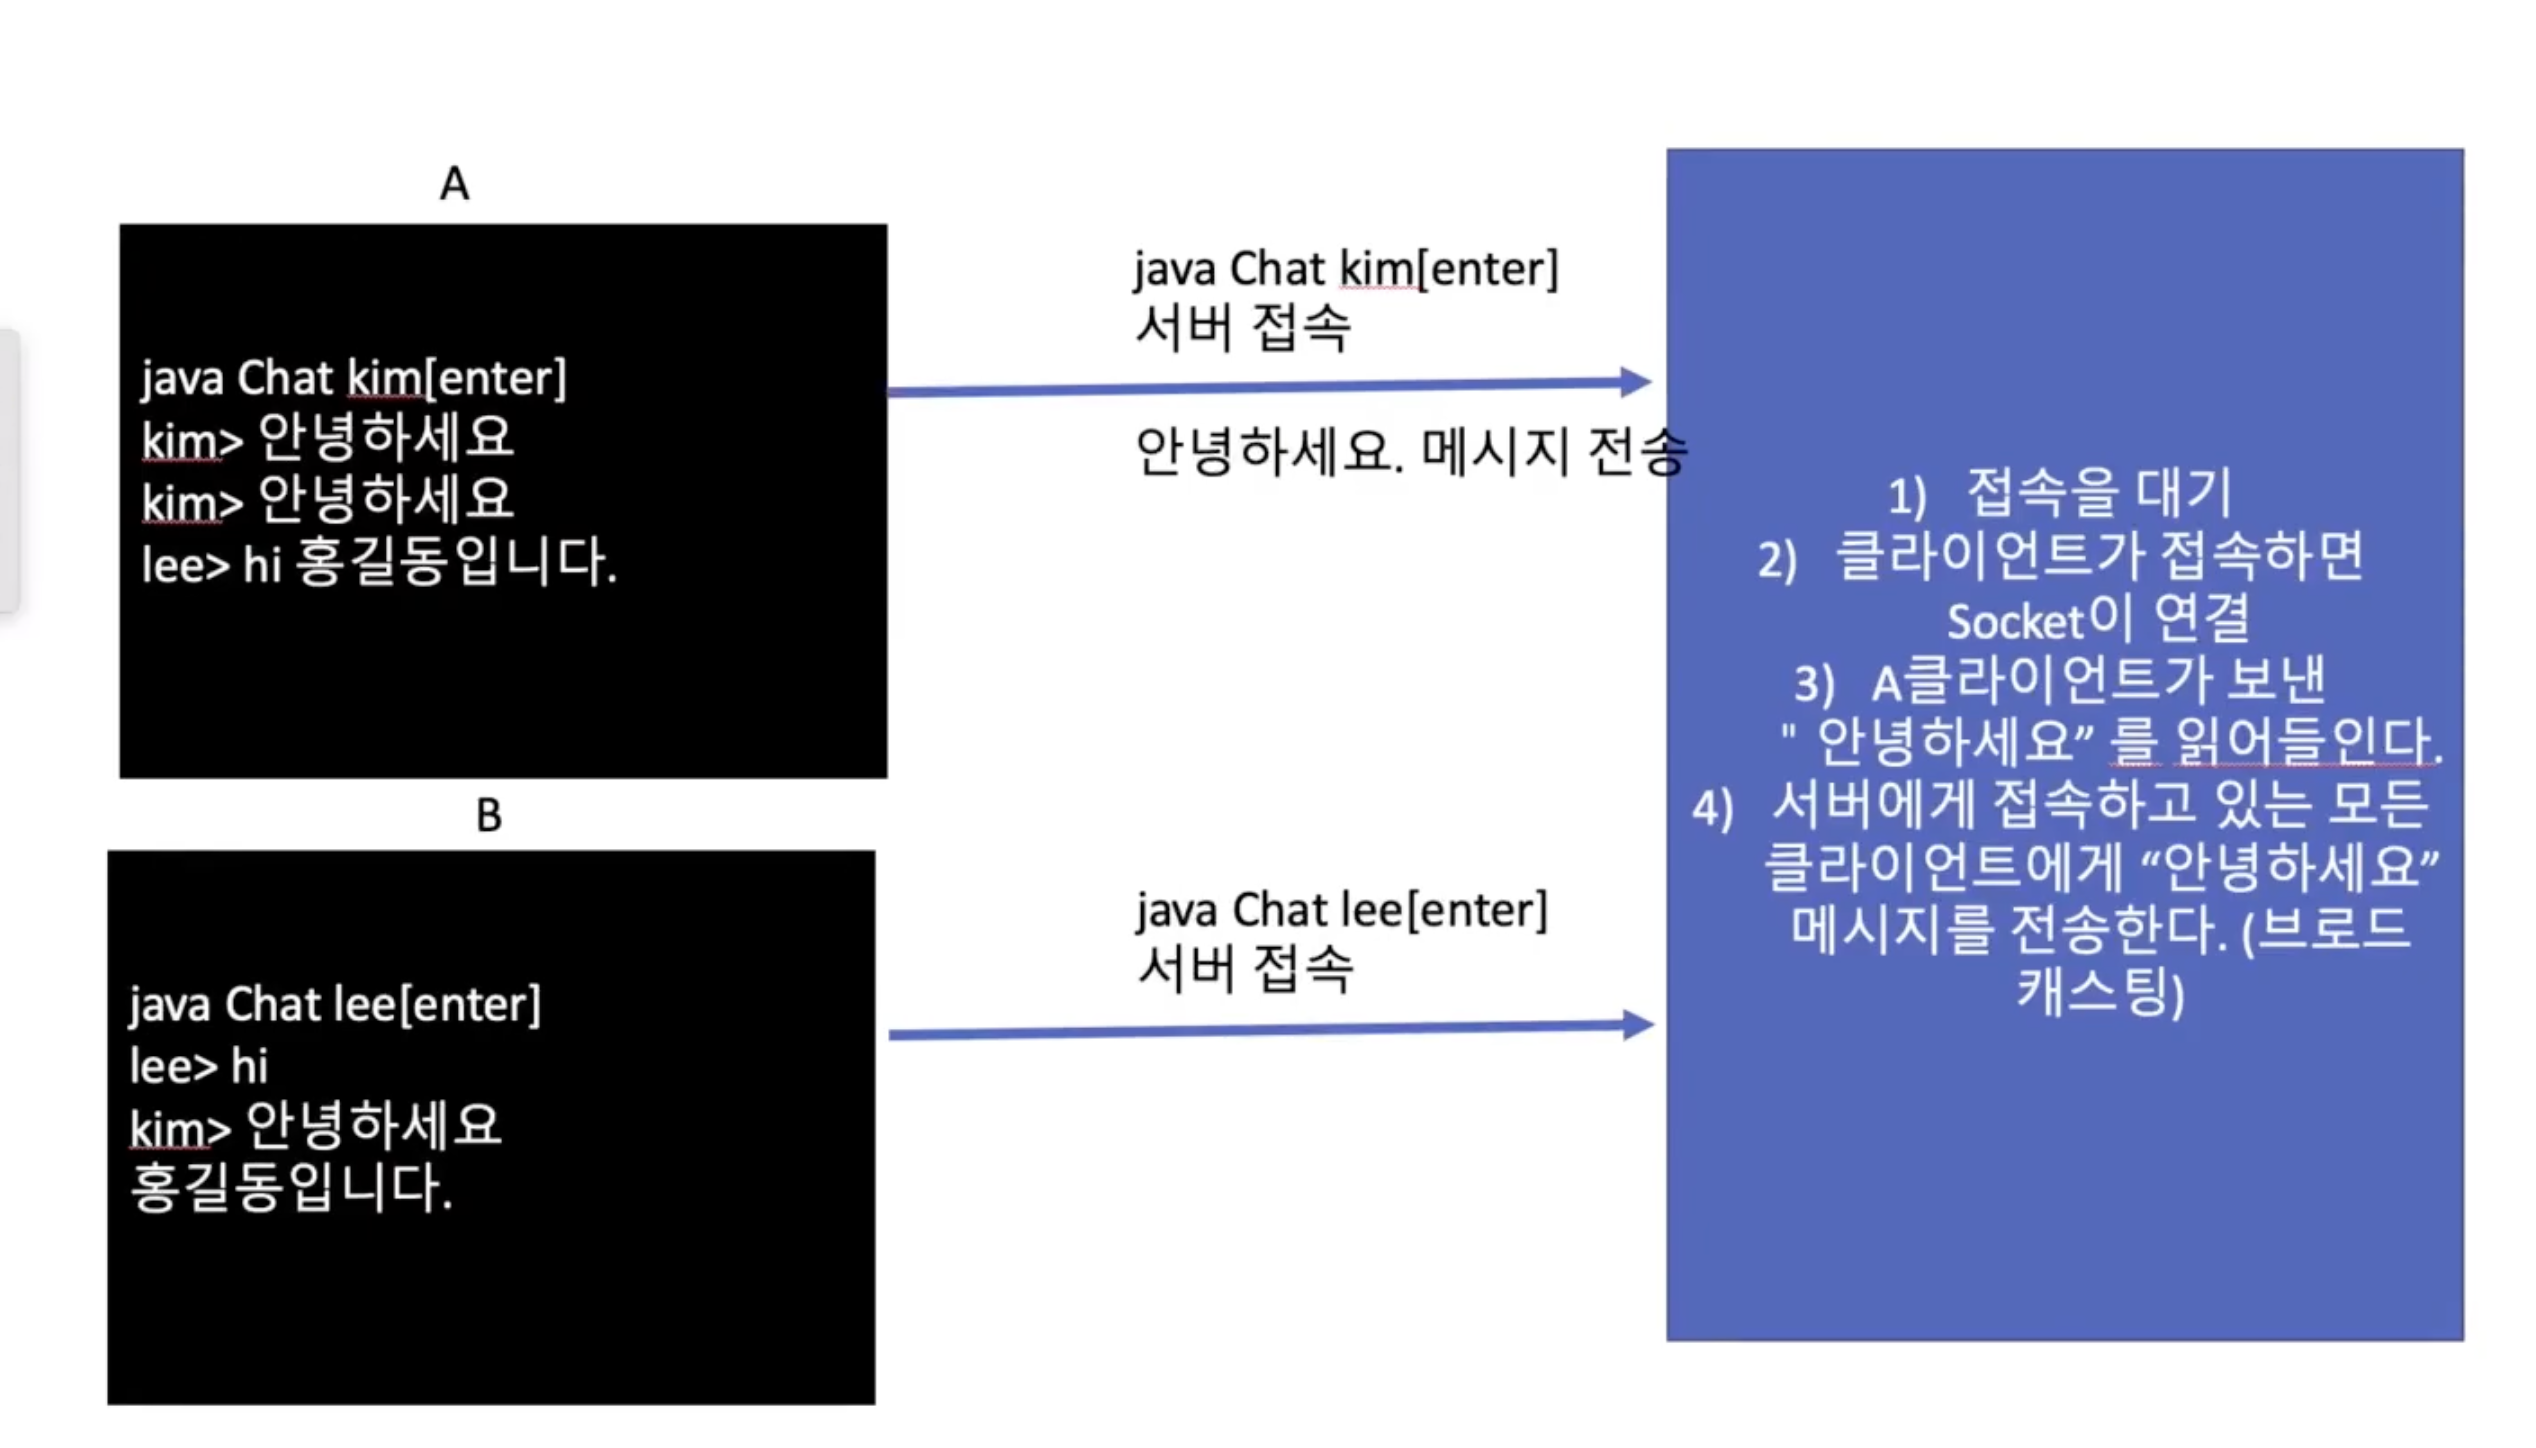 A
java Chat kim[enter]
kim> 안녕하세요
kim> 안녕하세요
lee> hi 홍길동입니다.
java Chat kim[enter]
서버 접속
안녕하세요. 메시지 전송
B
java Chat lee[enter]
lee> hi
kim> 안녕하세요
홍길동입니다.
java Chat lee[enter]
서버 접속
1) 접속을 대기
2) 클라이언트가 접속하면
Socket이 연결
3) A클라이언트가 보낸
" 안녕하세요” 를 읽어들인다.
4) 서버에게 접속하고 있는 모든
클라이언트에게 “안녕하세요”
메시지를 전송한다. (브로드
캐스팅)